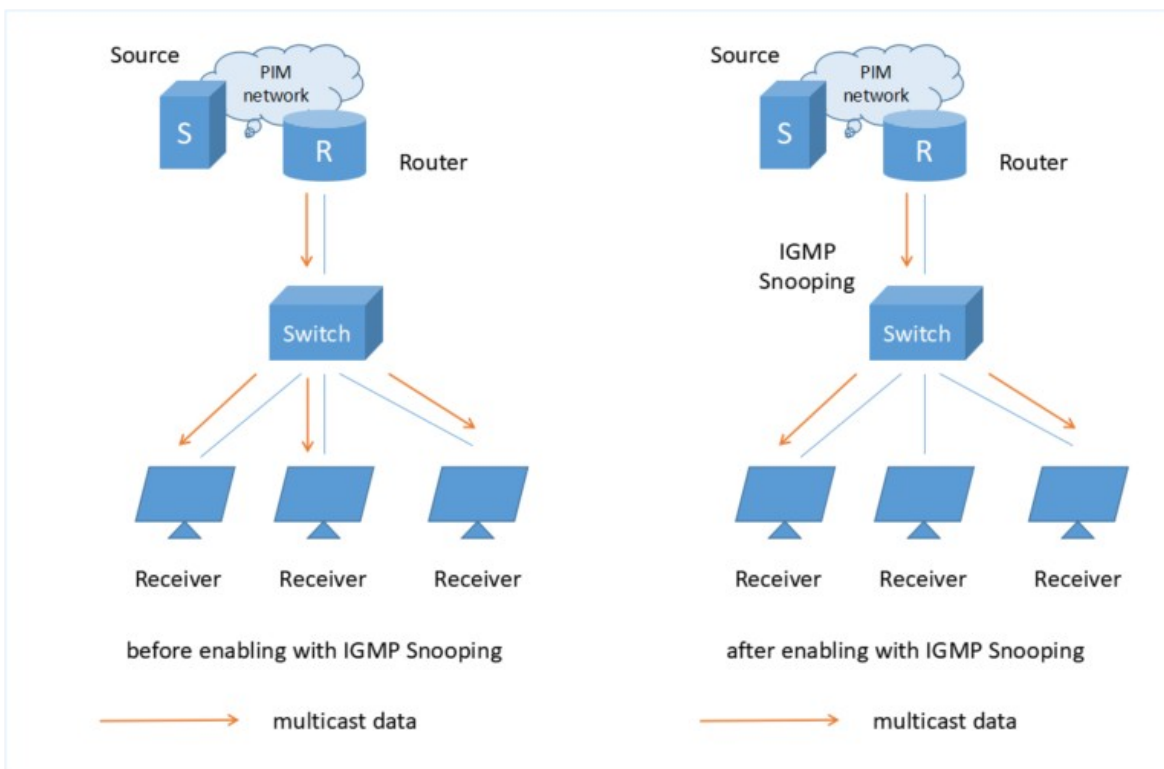 Source
PIM
network
S
R
Router
Switch
Receiver
Receiver
Receiver
before enabling with IGMP Snooping
multicast data
Source
PIM
network
S
R
Router
IGMP
Snooping
Switch
Receiver
Receiver
Receiver
after enabling with IGMP Snooping
multicast data